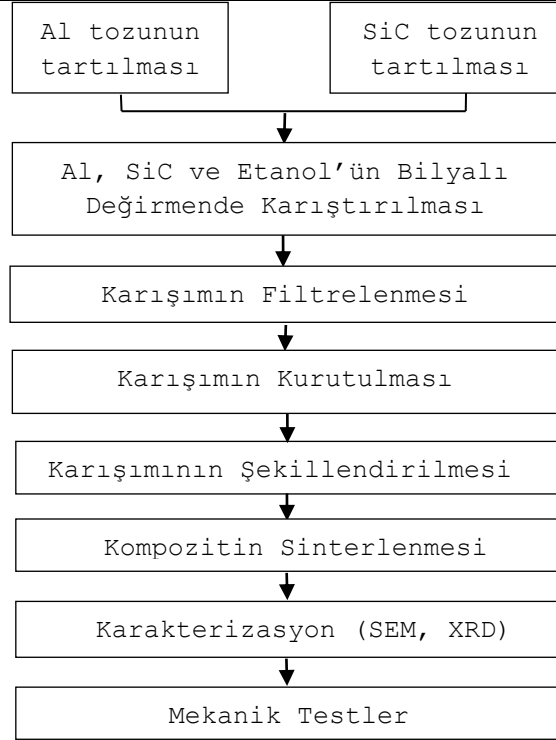 Al tozunun
tartılması
SiC tozunun
tartılması
Al, SiC ve Etanol’ün Bilyalı
Değirmende Karıştırılması
Karışımın Filtrelenmesi
Karışımın Kurutulması
Karışımının Şekillendirilmesi
Kompozitin Sinterlenmesi
Karakterizasyon (SEM, XRD)
Mekanik Testler